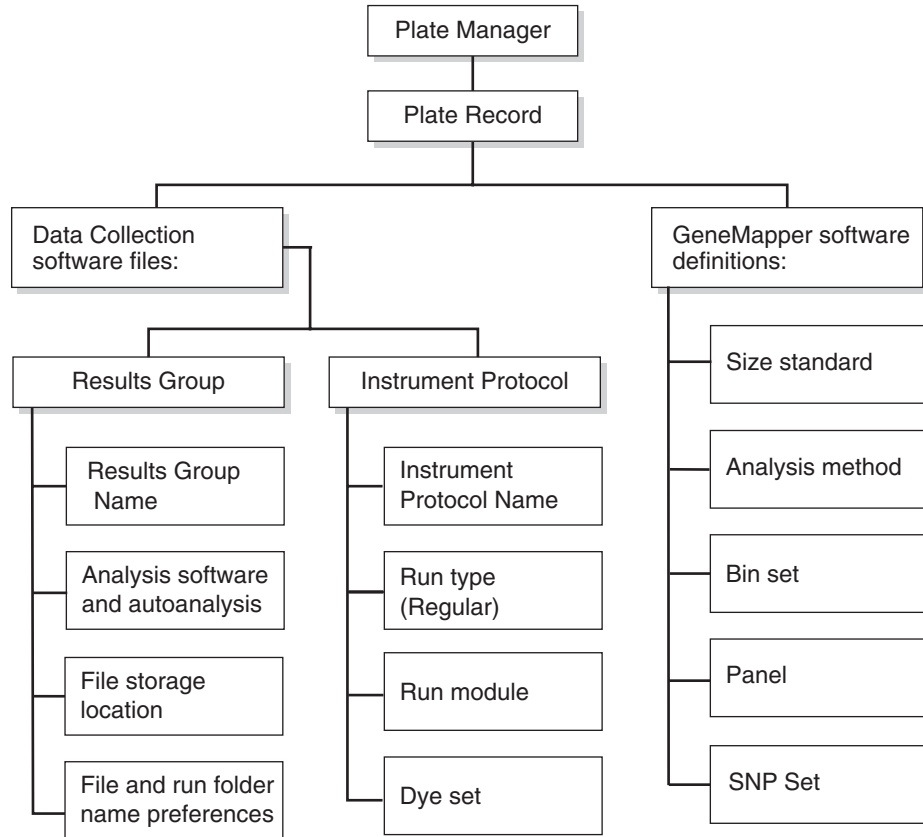 Plate Manager
Plate Record
Data Collection
software files:
GeneMapper software
definitions:
Results Group
Instrument Protocol
Results Group
Name
Analysis software
and autoanalysis
File storage
location
File and run folder
name preferences
Instrument
Protocol Name
Run type
(Regular)
Run module
Dye set
Size standard
Analysis method
Bin set
Panel
SNP Set